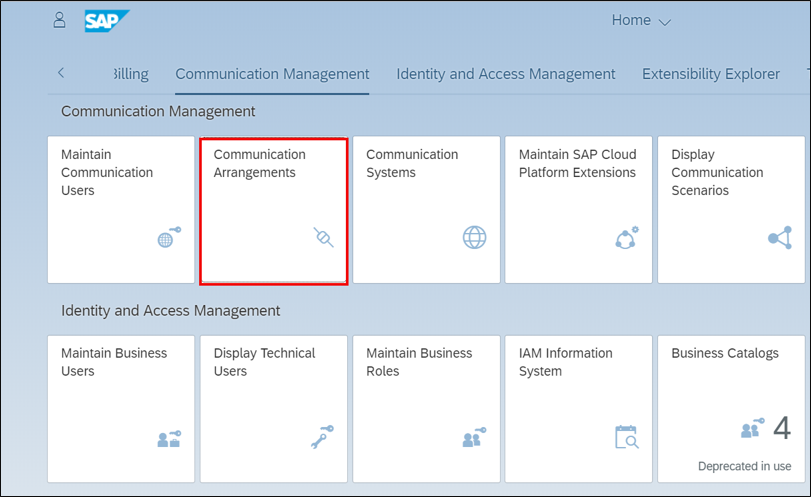 SAP
Home
Billing
Communication Management
Identity and Access Management
Extensibility Explorer
Communication Management
Maintain
Communication
Users
Communication
Arrangements
Communication
Systems
Maintain SAP Cloud
Platform Extensions
Display
Communication
Scenarios
Identity and Access Management
Maintain Business
Users
Display Technical
Users
Maintain Business
Roles
IAM Information
System
Business Catalogs
4
Deprecated in use